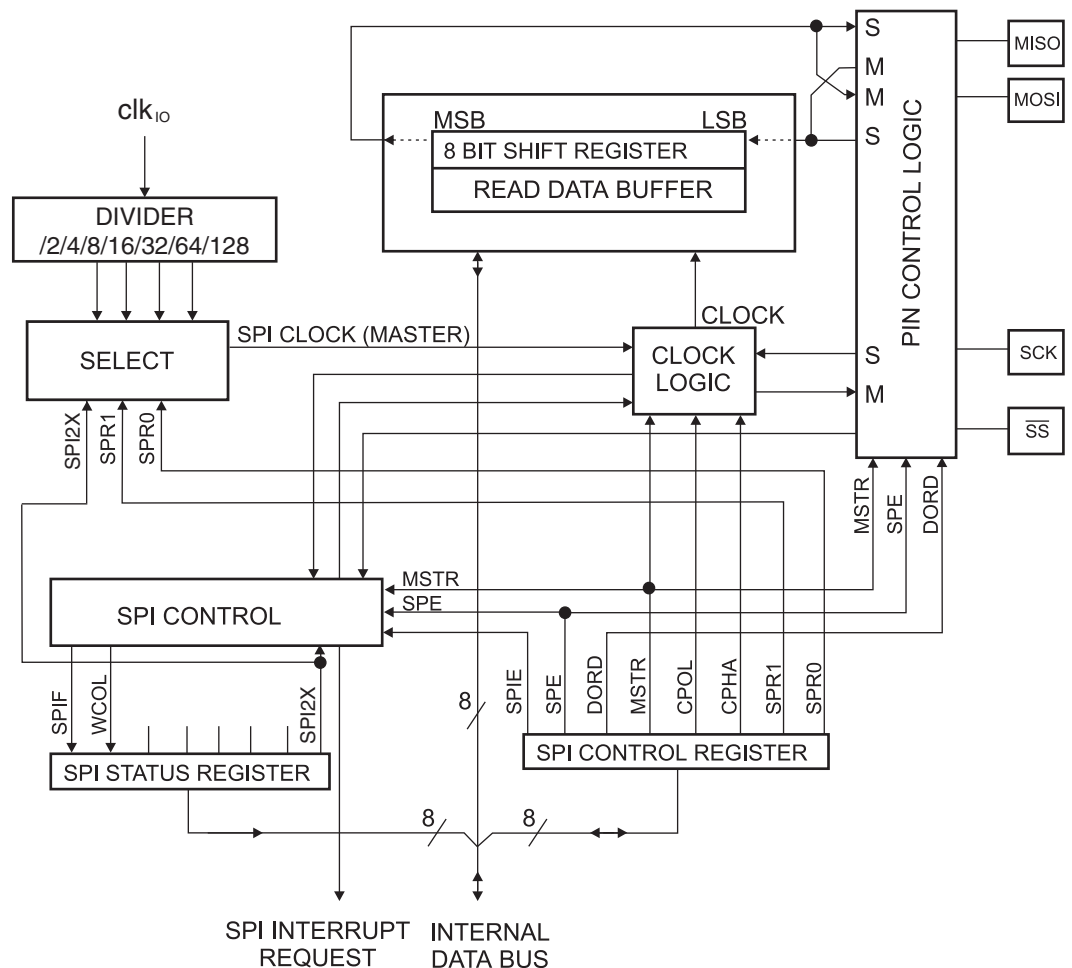 S
MISO
M
M
MOSI
clkIO
MSB
LSB
S
8 BIT SHIFT REGISTER
READ DATA BUFFER
PIN CONTROL LOGIC
DIVIDER
/2/4/8/16/32/64/128
SPI CLOCK (MASTER)
CLOCK
SELECT
CLOCK
LOGIC
S
SCK
M
SPI2X
SPR1
SPR0
SS
MSTR
SPE
DORD
MSTR
SPE
SPI CONTROL
SPIF
WCOL
SPI2X
8
SPIE
SPE
DORD
MSTR
CPOL
CPHA
SPR1
SPR0
SPI STATUS REGISTER
SPI CONTROL REGISTER
8
8
SPI INTERRUPT
REQUEST
INTERNAL
DATA BUS